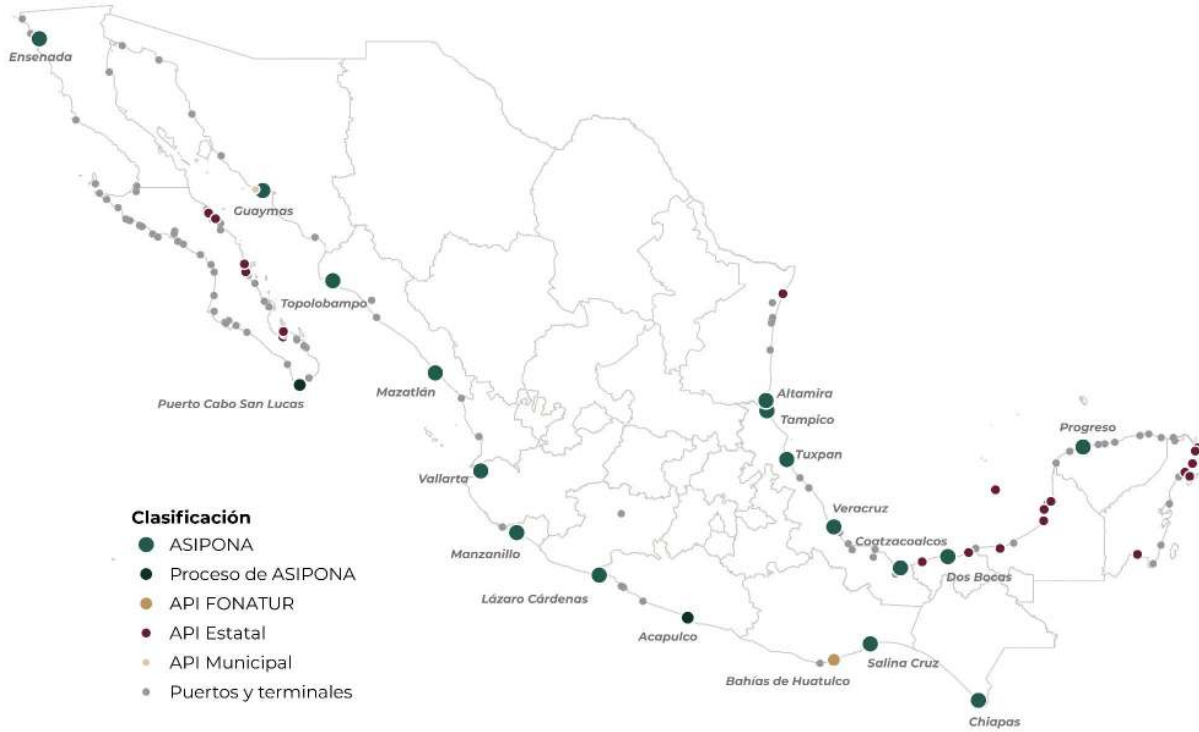 Ensenada
Guaymas
Topolobampo
Puerto Cabo San Lucas
Mazatlán
Altamira
Tampico
Progreso
Tuxpan
Vallarta
Veracruz
Coatzacoalcos
Manzanillo
Dos Bocas
Lázaro Cárdenas
Acapulco
Salina Cruz
Bahías de Huatulco
Chiapas
Clasificación
ASIPONA
Proceso de ASIPONA
API FONATUR
API Estatal
API Municipal
Puertos y terminales